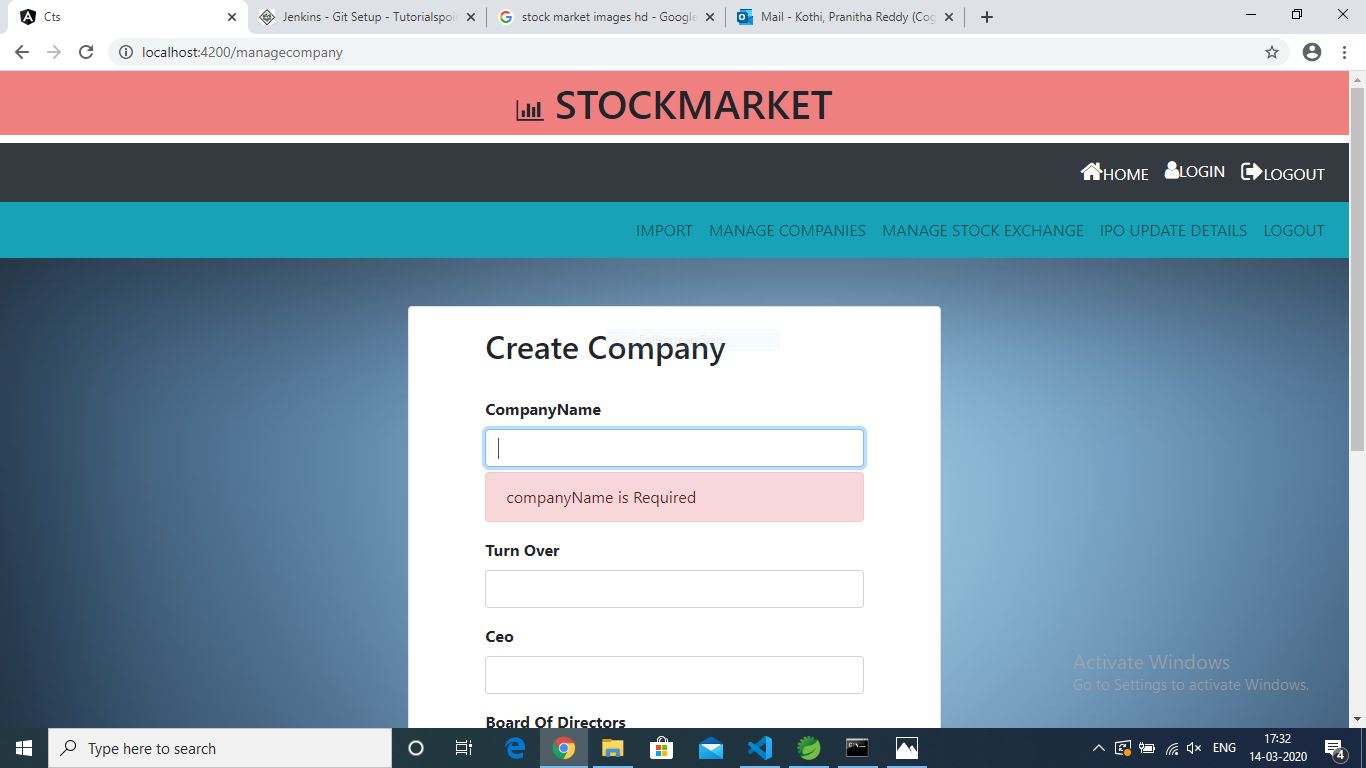 Cts
Jenkins - Git Setup - Tutorialspoi
stock market images hd - Google
Mail - Kothi, Pranitha Reddy (Cog
localhost:4200/managecompany
STOCKMARKET
HOME LOGIN LOGOUT
IMPORT MANAGE COMPANIES MANAGE STOCK EXCHANGE IPO UPDATE DETAILS LOGOUT
Create Company
CompanyName
companyName is Required
Turn Over
Ceo
Board Of Directors
Activate Windows
Go to Settings to activate Windows.
Type here to search
ENG
17:32
14-03-2020
4